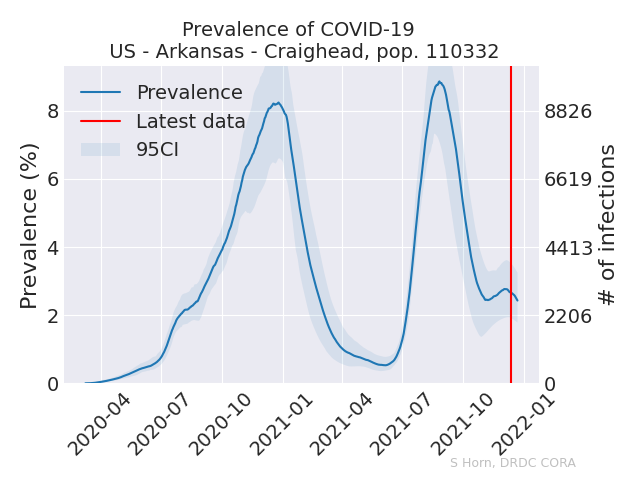 Prevalence of COVID-19
US - Arkansas - Craighead, pop. 110332
Prevalence
Latest data
95CI
Prevalence (%)
8
6
4
2
0
8826
6619
4413
2206
0
# of infections
2020-04
2020-07
2020-10
2021-01
2021-04
2021-07
2021-10
2022-01
S Horn, DRDC CORA